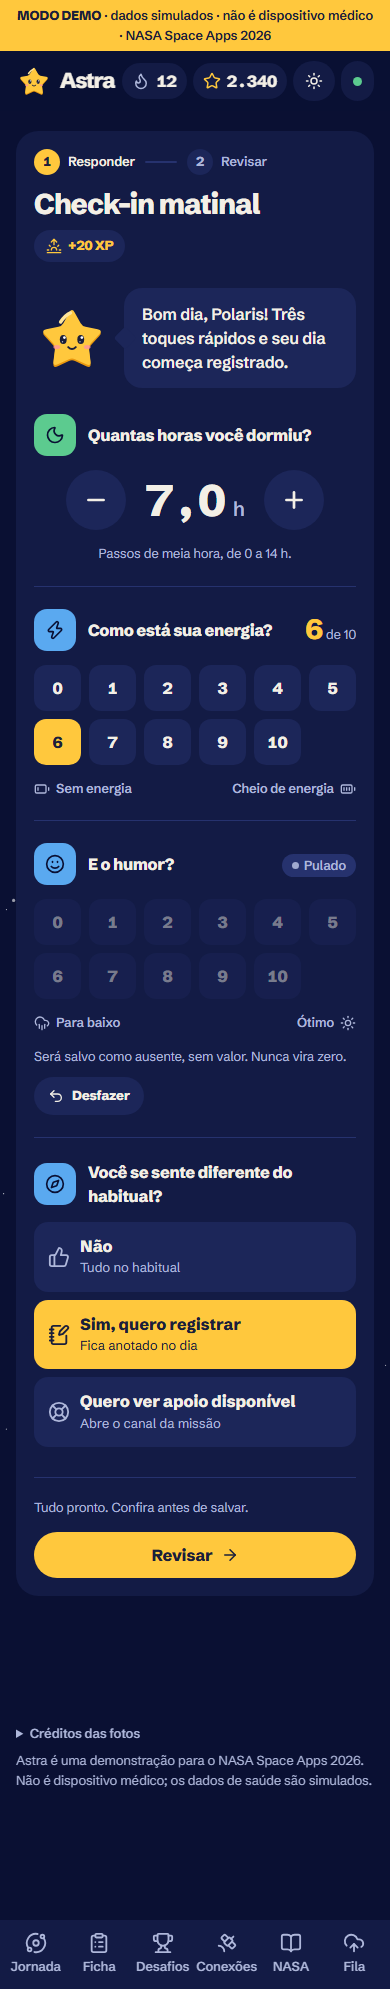 MODO DEMO · dados simulados · não é dispositivo médico
· NASA Space Apps 2026
Astra 12 2.340
1 Responder 2 Revisar
Check-in matinal
+20 XP
Bom dia, Polaris! Três
toques rápidos e seu dia
começa registrado.
Quantas horas você dormiu?
− 7,0 h +
Passos de meia hora, de 0 a 14 h.
Como está sua energia? 6 de 10
0 1 2 3 4 5
6 7 8 9 10
Sem energia Cheio de energia
E o humor? Pulado
0 1 2 3 4 5
6 7 8 9 10
Para baixo Ótimo
Será salvo como ausente, sem valor. Nunca vira zero.
Desfazer
Você se sente diferente do
habitual?
Não
Tudo no habitual
Sim, quero registrar
Fica anotado no dia
Quero ver apoio disponível
Abre o canal da missão
Tudo pronto. Confira antes de salvar.
Revisar →
▶ Créditos das fotos
Astra é uma demonstração para o NASA Space Apps 2026.
Não é dispositivo médico; os dados de saúde são simulados.
Jornada Ficha Desafios Conexões NASA Fila